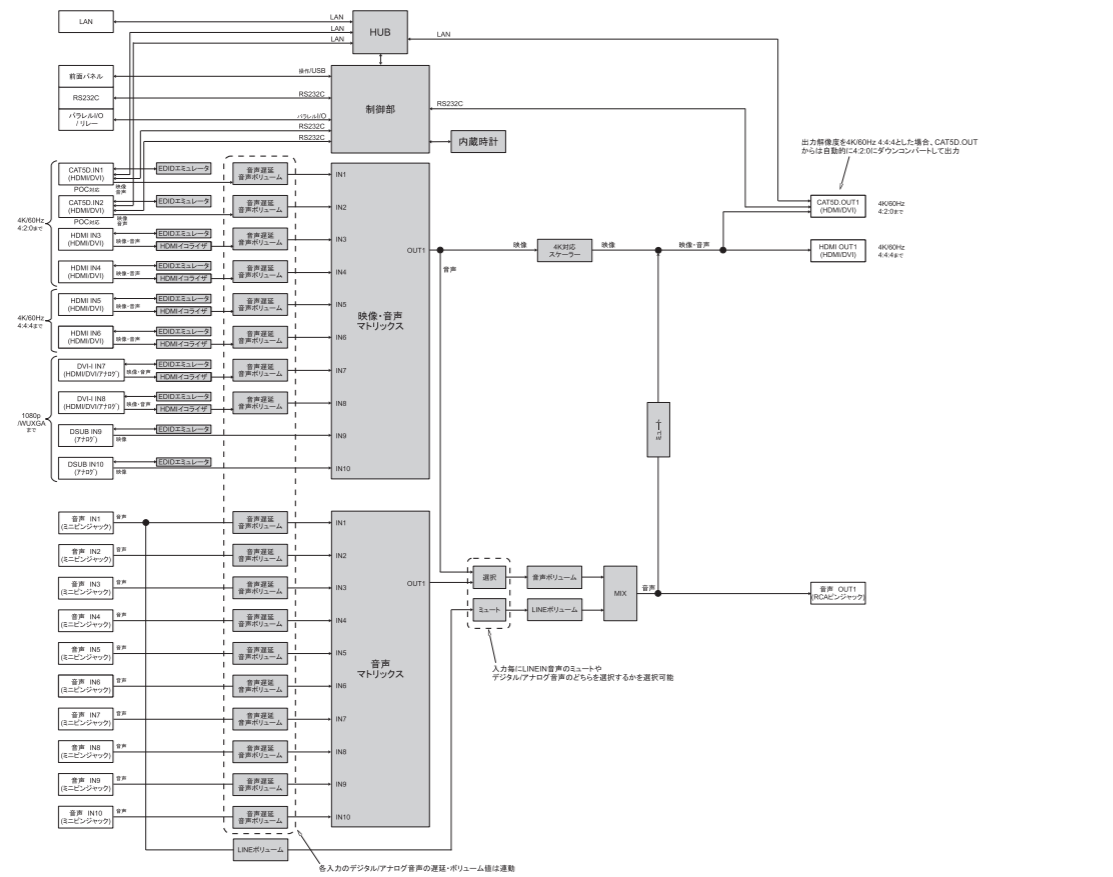 LAN
LAN
LAN
LAN
HUB
LAN
前面パネル
操作/USB
RS232C
RS232C
パラレルI/O
/リレー
パラレルI/O
RS232C
RS232C
制御部
RS232C
内蔵時計
出力解像度を4K/60Hz 4:4:4とした場合、CAT5D.OUT
からは自動的に4:2:0にダウンコンバートして出力
4K/60Hz
4:2:0まで
CAT5D.IN1
(HDMI/DVI)
POC対応
映像
音声
EDIDエミュレータ
音声遅延
音声ボリューム
IN1
CAT5D.IN2
(HDMI/DVI)
POC対応
映像
音声
EDIDエミュレータ
音声遅延
音声ボリューム
IN2
HDMI IN3
(HDMI/DVI)
映像・音声
EDIDエミュレータ
HDMIイコライザ
音声遅延
音声ボリューム
IN3
HDMI IN4
(HDMI/DVI)
映像・音声
EDIDエミュレータ
HDMIイコライザ
音声遅延
音声ボリューム
IN4
4K/60Hz
4:4:4まで
HDMI IN5
(HDMI/DVI)
映像・音声
EDIDエミュレータ
HDMIイコライザ
音声遅延
音声ボリューム
IN5
HDMI IN6
(HDMI/DVI)
映像・音声
EDIDエミュレータ
HDMIイコライザ
音声遅延
音声ボリューム
IN6
1080p
/WUXGA
まで
DVI-I IN7
(HDMI/DVI/アナログ)
映像・音声
EDIDエミュレータ
HDMIイコライザ
音声遅延
音声ボリューム
IN7
DVI-I IN8
(HDMI/DVI/アナログ)
映像・音声
EDIDエミュレータ
HDMIイコライザ
音声遅延
音声ボリューム
IN8
DSUB IN9
(アナログ)
映像
EDIDエミュレータ
IN9
DSUB IN10
(アナログ)
映像
EDIDエミュレータ
IN10
映像・音声
マトリックス
OUT1
音声
映像
4K対応
スケーラー
映像
映像・音声
CAT5D.OUT1
(HDMI/DVI)
4K/60Hz
4:2:0まで
HDMI OUT1
(HDMI/DVI)
4K/60Hz
4:4:4まで
ミュート
音声 IN1
(ミニピンジャック)
音声
音声遅延
音声ボリューム
IN1
音声 IN2
(ミニピンジャック)
音声
音声遅延
音声ボリューム
IN2
音声 IN3
(ミニピンジャック)
音声
音声遅延
音声ボリューム
IN3
音声 IN4
(ミニピンジャック)
音声
音声遅延
音声ボリューム
IN4
音声 IN5
(ミニピンジャック)
音声
音声遅延
音声ボリューム
IN5
音声 IN6
(ミニピンジャック)
音声
音声遅延
音声ボリューム
IN6
音声 IN7
(ミニピンジャック)
音声
音声遅延
音声ボリューム
IN7
音声 IN8
(ミニピンジャック)
音声
音声遅延
音声ボリューム
IN8
音声 IN9
(ミニピンジャック)
音声
音声遅延
音声ボリューム
IN9
音声 IN10
(ミニピンジャック)
音声
音声遅延
音声ボリューム
IN10
音声
マトリックス
OUT1
選択
音声ボリューム
ミュート
LINEボリューム
MIX
音声
音声 OUT1
(RCAピンジャック)
入力毎にLINEIN音声のミュートや
デジタル/アナログ音声のどちらを選択するかを選択可能
LINEボリューム
各入力のデジタル/アナログ音声の遅延・ボリューム値は連動